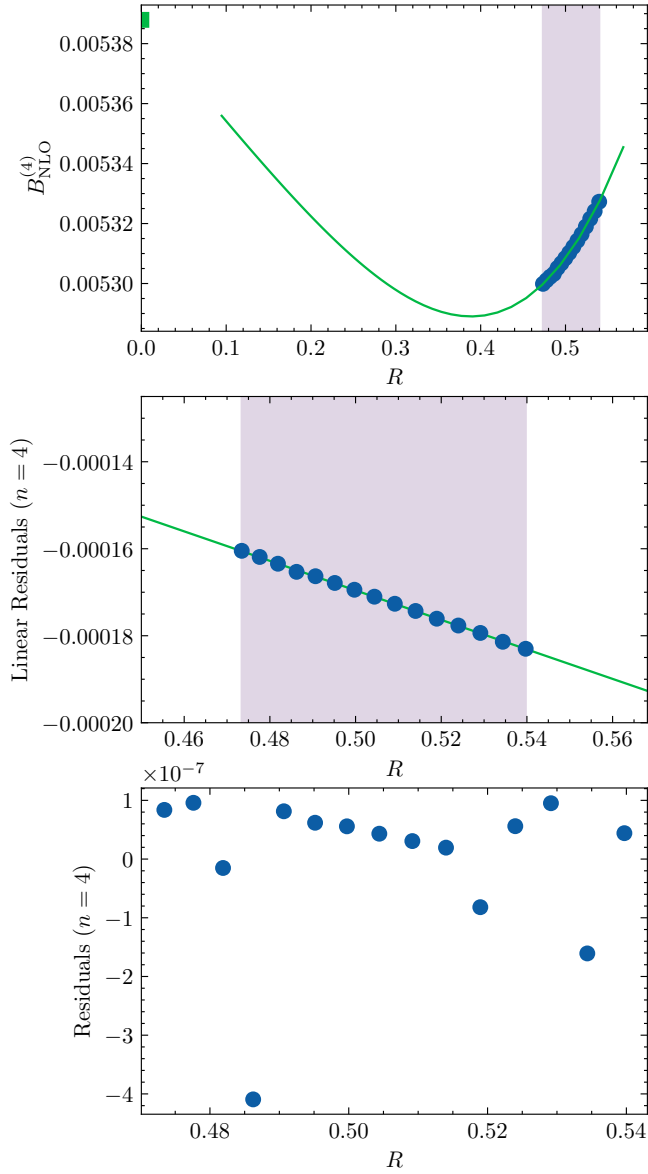 0.00538
0.00536
0.00534
0.00532
0.00530
B_NLO^(4)
0.0 0.1 0.2 0.3 0.4 0.5
R
−0.00014
−0.00016
−0.00018
−0.00020
Linear Residuals (n = 4)
0.46 0.48 0.50 0.52 0.54 0.56
R
×10^−7
1
0
−1
−2
−3
−4
Residuals (n = 4)
0.48 0.50 0.52 0.54
R